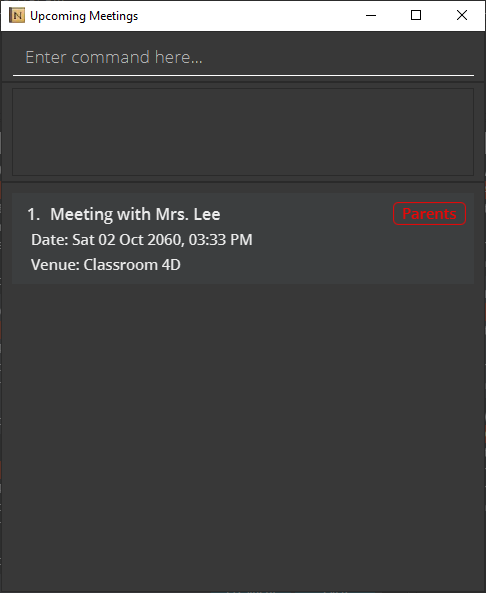 N
Upcoming Meetings
Enter command here...
1. Meeting with Mrs. Lee
Parents
Date: Sat 02 Oct 2060, 03:33 PM
Venue: Classroom 4D